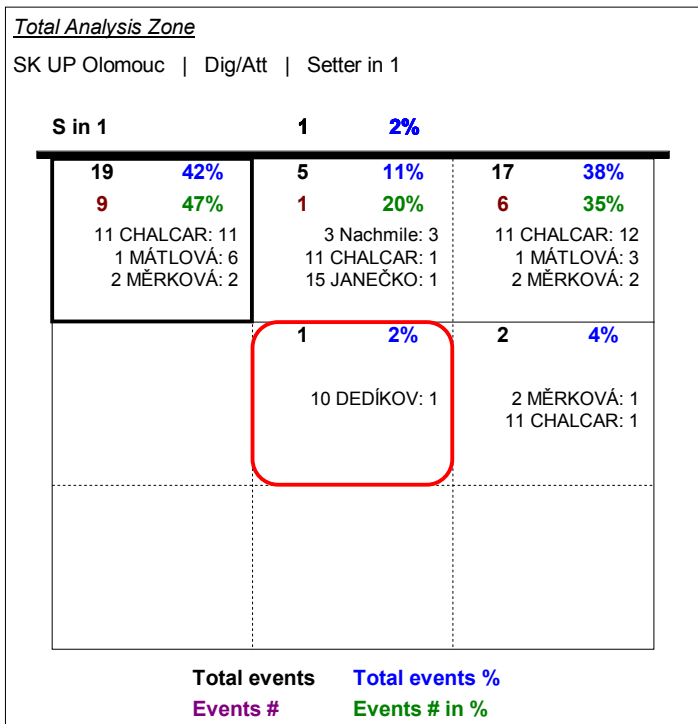 Total Analysis Zone
SK UP Olomouc | Dig/Att | Setter in 1
S in 1 1 2%
19 42% 5 11% 17 38%
9 47% 1 20% 6 35%
11 CHALCAR: 11 3 Nachmile: 3 11 CHALCAR: 12
1 MÁTLOVÁ: 6 11 CHALCAR: 1 1 MÁTLOVÁ: 3
2 MĚRKOVÁ: 2 15 JANEČKO: 1 2 MĚRKOVÁ: 2
1 2% 2 4%
10 DEDÍKOV: 1 2 MĚRKOVÁ: 1
11 CHALCAR: 1
Total events Total events %
Events # Events # in %